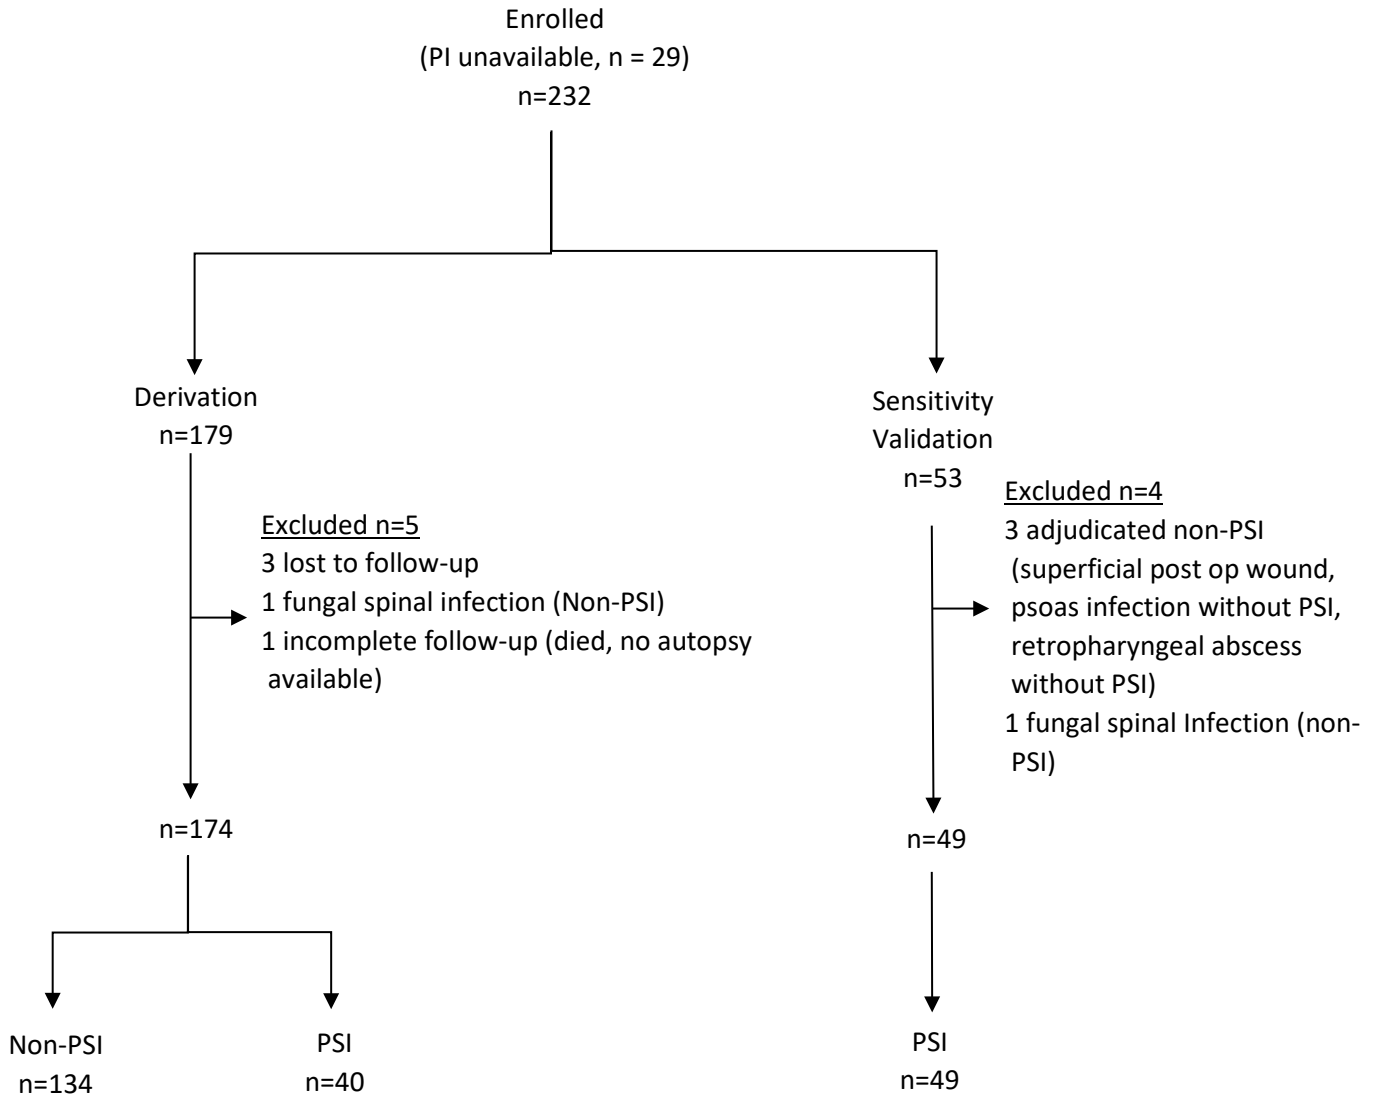 Enrolled
(PI unavailable, n = 29)
n=232
Derivation
n=179
Sensitivity
Validation
n=53
Excluded n=5
3 lost to follow-up
1 fungal spinal infection (Non-PSI)
1 incomplete follow-up (died, no autopsy
available)
Excluded n=4
3 adjudicated non-PSI
(superficial post op wound,
psoas infection without PSI,
retropharyngeal abscess
without PSI)
1 fungal spinal Infection (non-
PSI)
n=174
n=49
Non-PSI
n=134
PSI
n=40
PSI
n=49